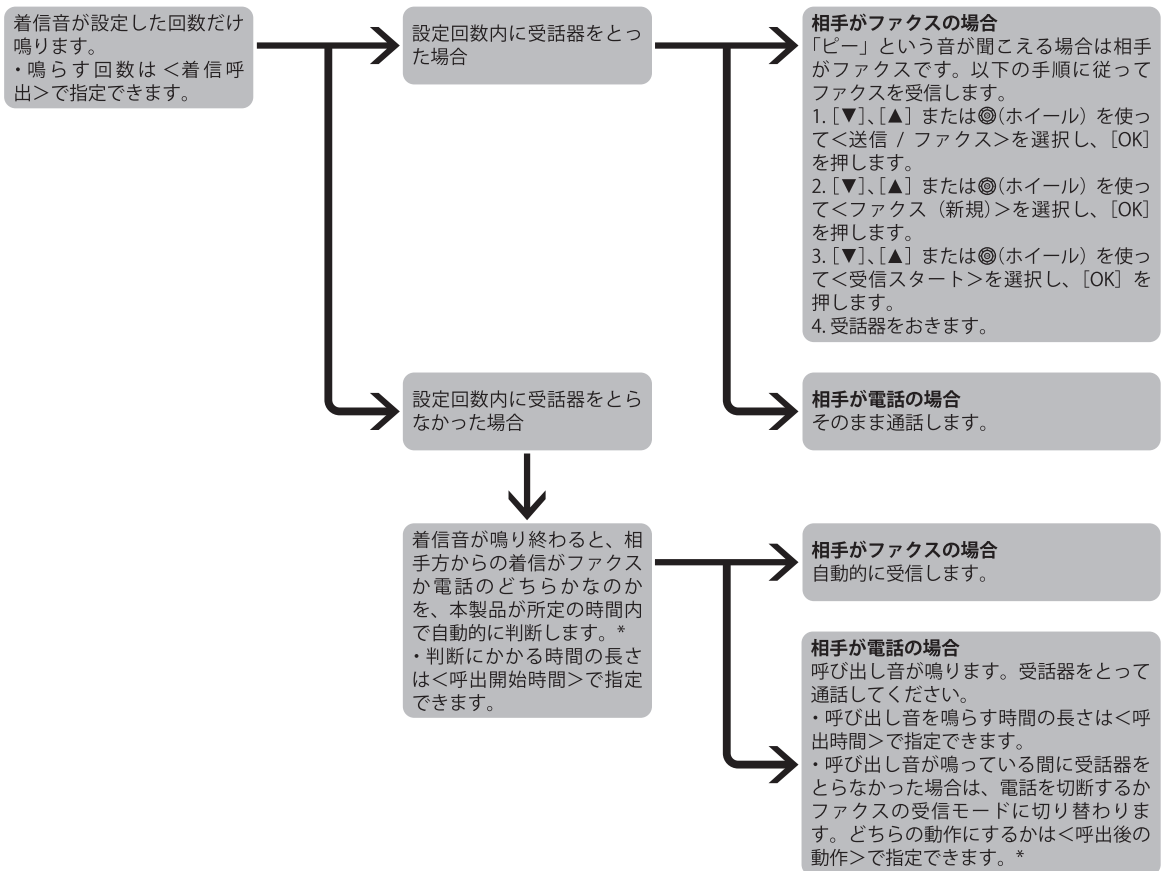 着信音が設定した回数だけ
鳴ります。
・鳴らす回数は＜着信呼
出＞で指定できます。
設定回数内に受話器をとっ
た場合
相手がファクスの場合
「ピー」という音が聞こえる場合は相手
がファクスです。以下の手順に従って
ファクスを受信します。
1. [▼]、[▲] または◎(ホイール) を使っ
て＜送信 / ファクス＞を選択し、[OK]
を押します。
2. [▼]、[▲] または◎(ホイール) を使っ
て＜ファクス（新規）＞を選択し、[OK]
を押します。
3. [▼]、[▲] または◎(ホイール) を使っ
て＜受信スタート＞を選択し、[OK] を
押します。
4. 受話器をおきます。
設定回数内に受話器をとら
なかった場合
相手が電話の場合
そのまま通話します。
着信音が鳴り終わると、相
手方からの着信がファクス
か電話のどちらかなのか
を、本製品が所定の時間内
で自動的に判断します。*
・判断にかかる時間の長さ
は＜呼出開始時間＞で指定
できます。
相手がファクスの場合
自動的に受信します。
相手が電話の場合
呼び出し音が鳴ります。受話器をとって
通話してください。
・呼び出し音を鳴らす時間の長さは＜呼
出時間＞で指定できます。
・呼び出し音が鳴っている間に受話器を
とらなかった場合は、電話を切断するか
ファクスの受信モードに切り替わりま
す。どちらの動作にするかは＜呼出後の
動作＞で指定できます。*